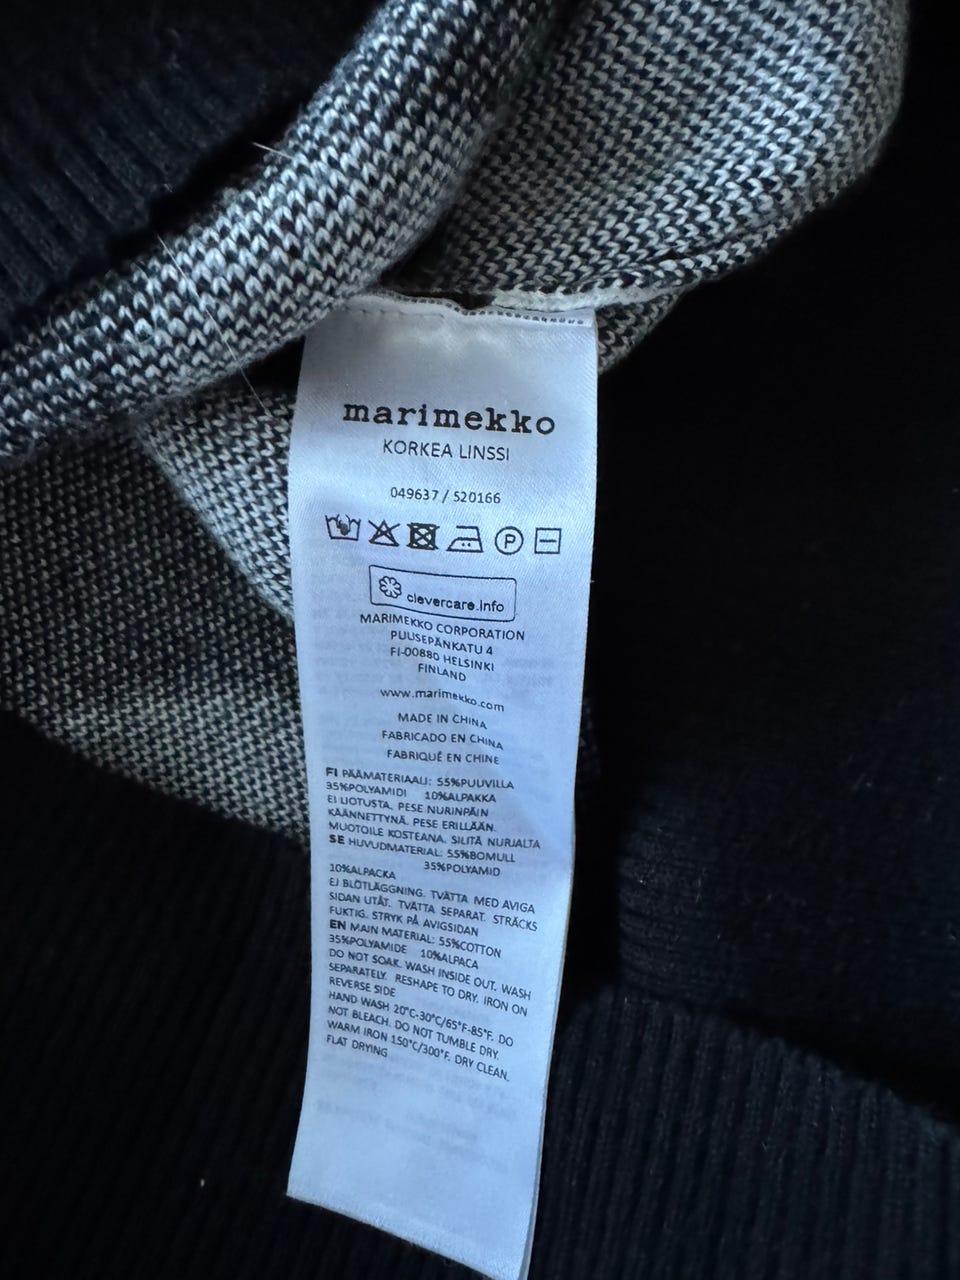 marimekko
KORKEA LINSSI
049637 / 520166
P
clevercare.info
MARIMEKKO CORPORATION
PUUSEPÄNKATU 4
FI-00880 HELSINKI
FINLAND
www.marimekko.com
MADE IN CHINA
FABRICADO EN CHINA
FABRIQUÉ EN CHINE
FI PÄÄMATERIAALI: 55%PUUVILLA
35%POLYAMIDI 10%ALPAKKA
EI LIOTUSTA. PESE NURINPÄIN
KÄÄNNETTYNÄ. PESE ERILLÄÄN.
MUOTOILE KOSTEANA. SILITÄ NURJALTA
SE HUVUDMATERIAL: 55%BOMULL
35%POLYAMID
10%ALPACKA
EJ BLÖTLÄGGNING. TVÄTTA MED AVIGA
SIDAN UTÅT. TVÄTTA SEPARAT. STRÄCKS
FUKTIG. STRYK PÅ AVIGSIDAN
EN MAIN MATERIAL: 55%COTTON
35%POLYAMIDE 10%ALPACA
DO NOT SOAK. WASH INSIDE OUT. WASH
SEPARATELY. RESHAPE TO DRY. IRON ON
REVERSE SIDE
HAND WASH 20°C-30°C/65°F-85°F. DO
NOT BLEACH. DO NOT TUMBLE DRY.
WARM IRON 150°C/300°F. DRY CLEAN.
FLAT DRYING